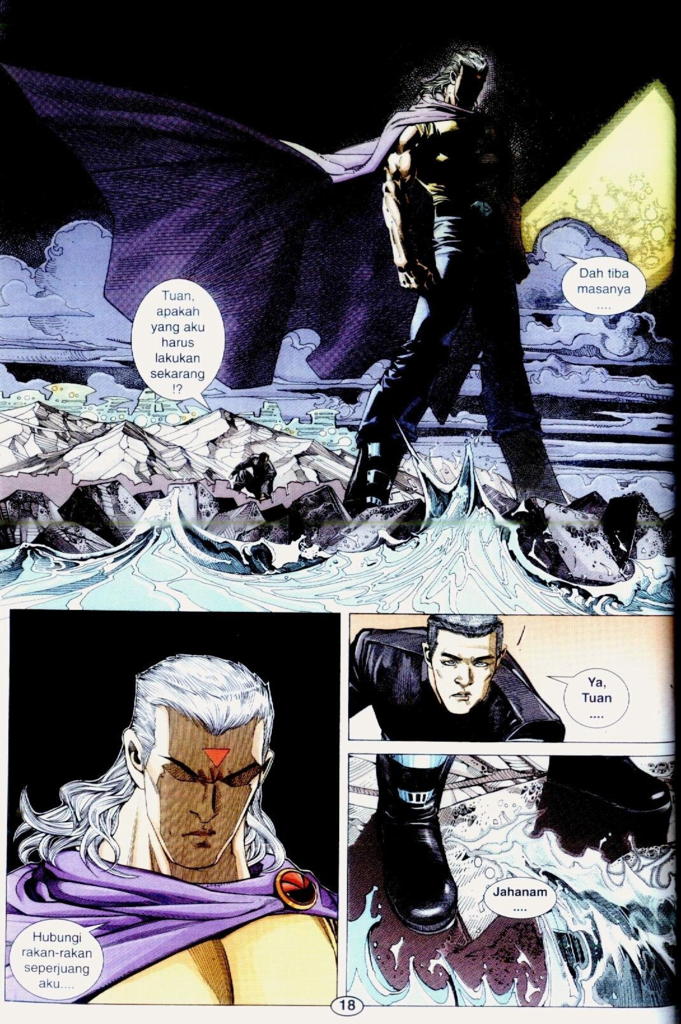 Tuan,
apakah
yang aku
harus
lakukan
sekarang
!?
Dah tiba
masanya
....
Hubungi
rakan-rakan
seperjuang
aku....
Ya,
Tuan
....
Jahanam
....
18